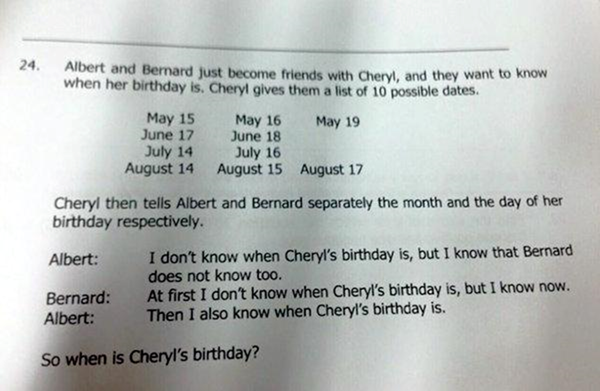 24. Albert and Bernard just become friends with Cheryl, and they want to know
when her birthday is. Cheryl gives them a list of 10 possible dates.
May 15 May 16 May 19
June 17 June 18
July 14 July 16
August 14 August 15 August 17
Cheryl then tells Albert and Bernard separately the month and the day of her
birthday respectively.
Albert: I don't know when Cheryl's birthday is, but I know that Bernard
does not know too.
Bernard: At first I don't know when Cheryl's birthday is, but I know now.
Albert: Then I also know when Cheryl's birthday is.
So when is Cheryl's birthday?